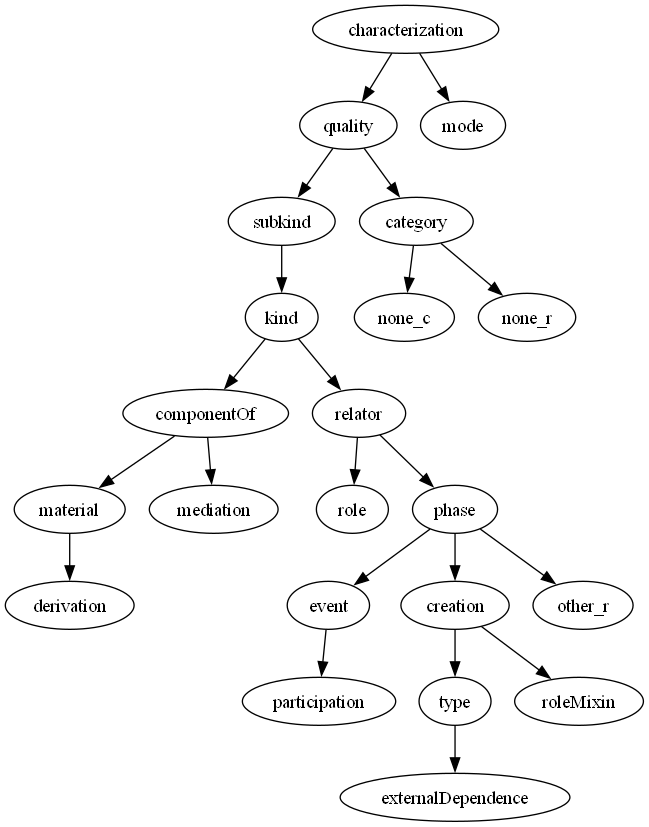 characterization
quality
mode
subkind
category
kind
none_c
none_r
componentOf
relator
material
mediation
role
phase
derivation
event
creation
other_r
participation
type
roleMixin
externalDependence